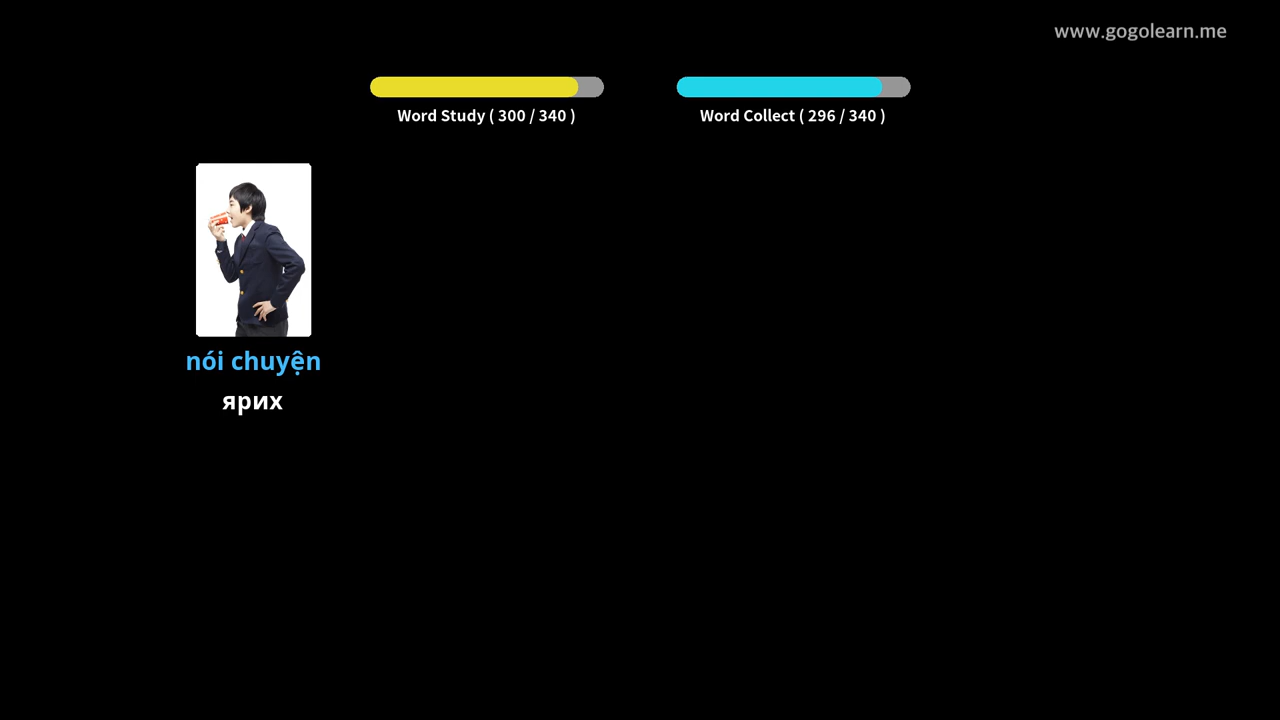 www.gogolearn.me
Word Study ( 300 / 340 )
Word Collect ( 296 / 340 )
nói chuyện
ярих